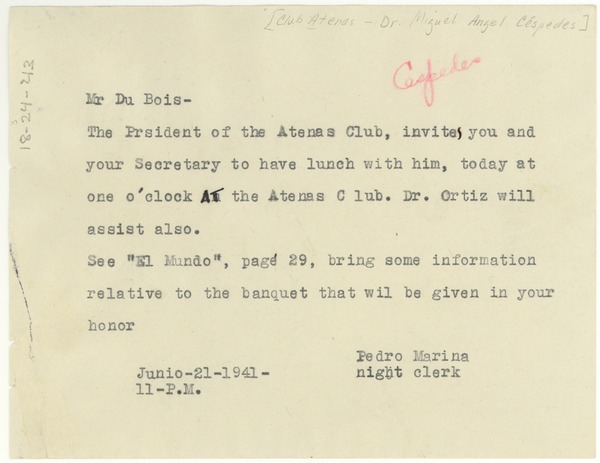 [Club Atenas - Dr. Miguel Angel Céspedes]
Cespedes
18-24-43
Mr Du Bois-
The Prsident of the Atenas Club, invites you and
your Secretary to have lunch with him, today at
one o'clock At the Atenas C lub. Dr. Ortiz will
assist also.
See "El Mundo", pagé 29, bring some information
relative to the banquet that wil be given in your
honor
Pedro Marina
night clerk
Junio-21-1941-
11-P.M.